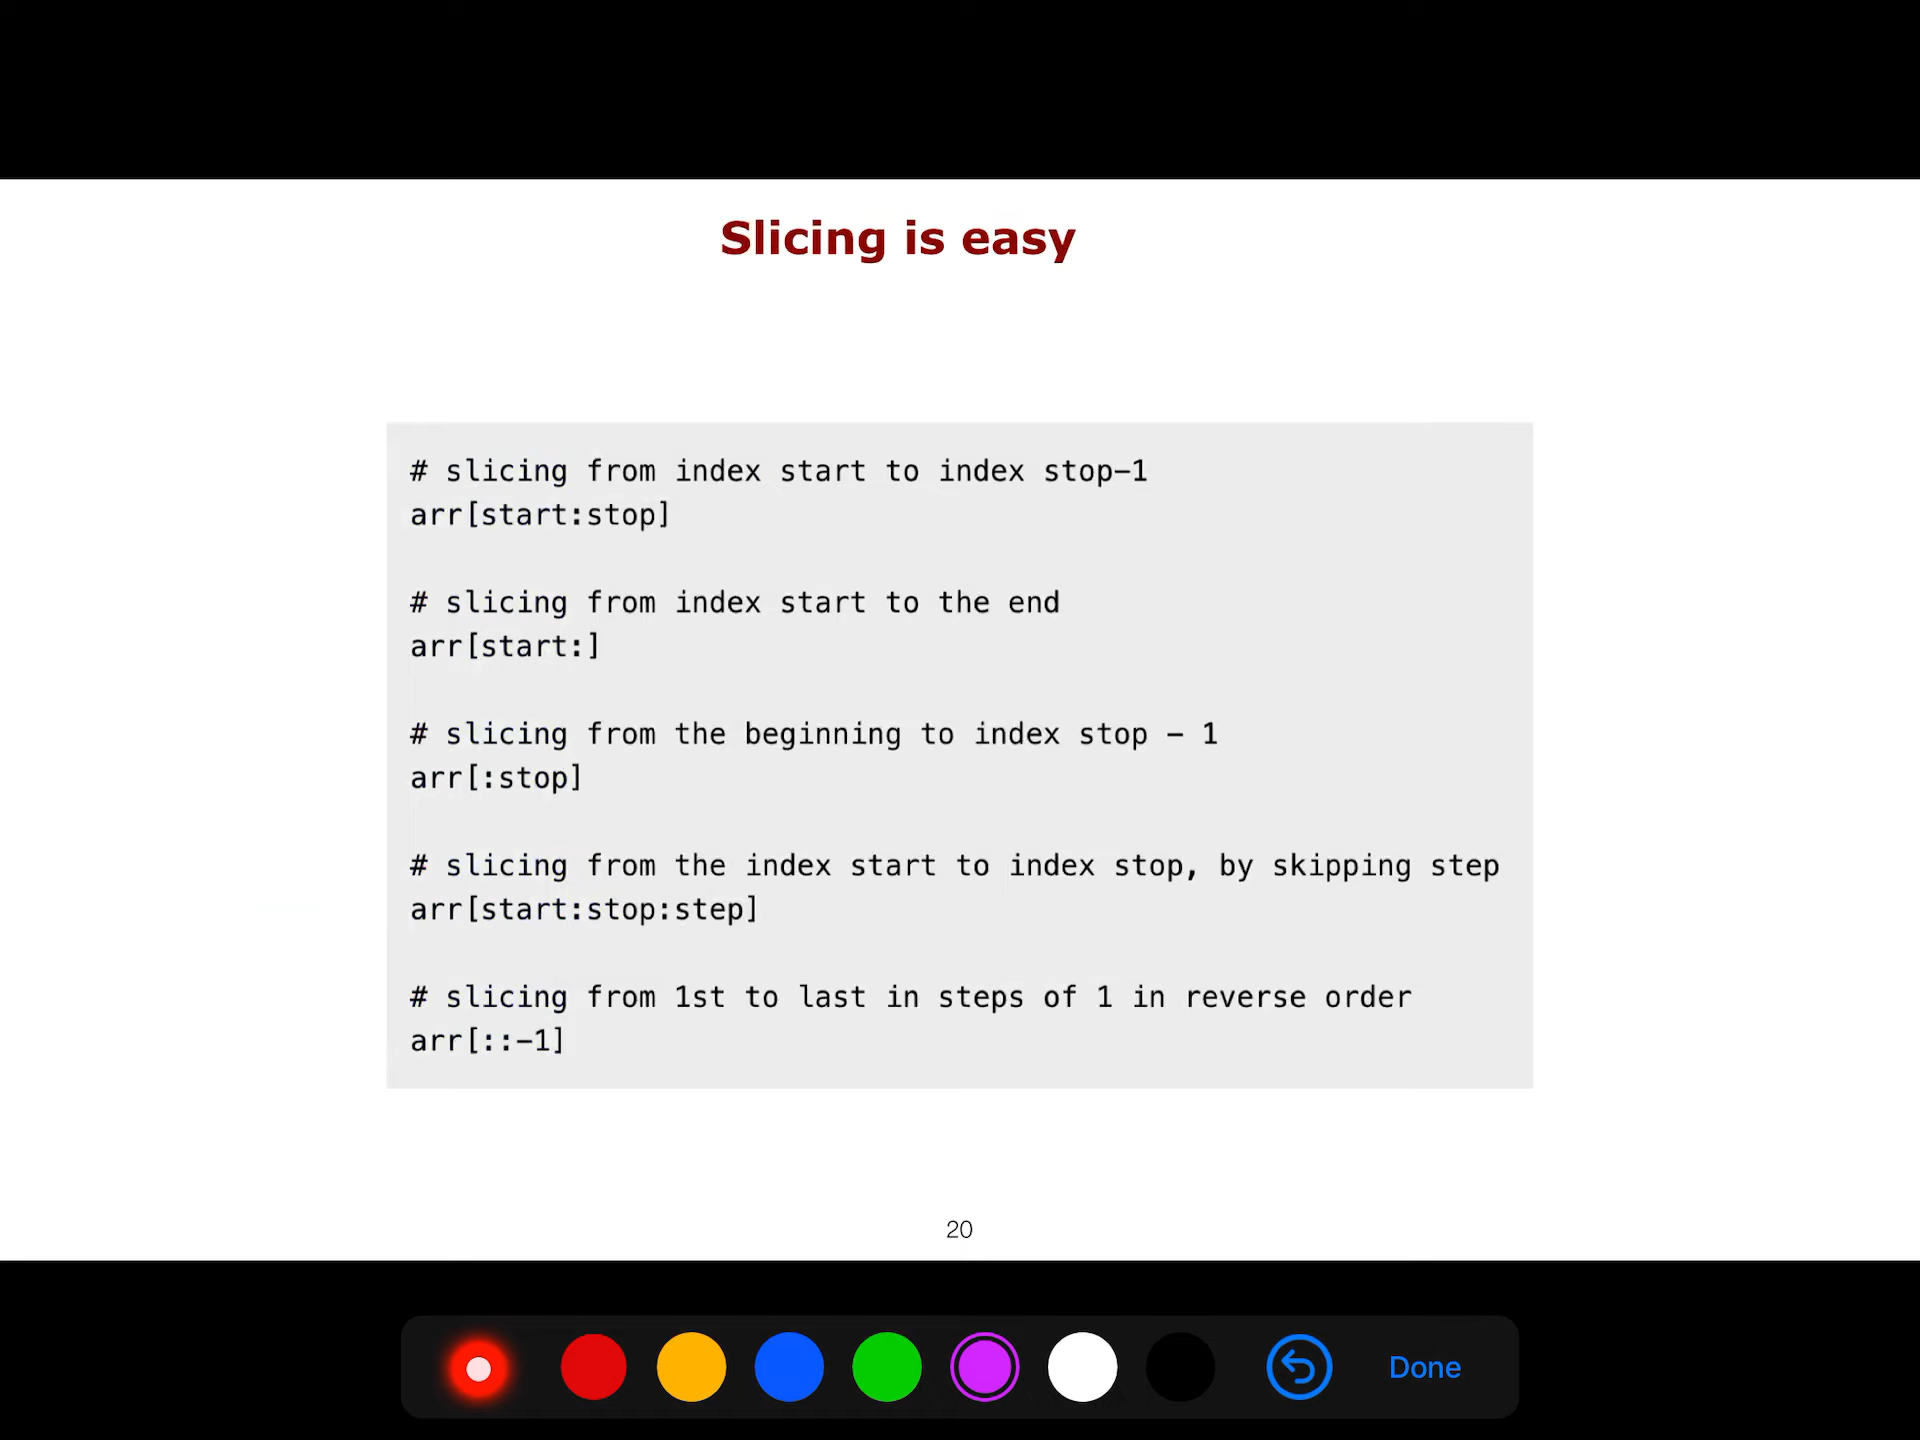 Slicing is easy
# slicing from index start to index stop-1
arr[start:stop]
# slicing from index start to the end
arr[start:]
# slicing from the beginning to index stop - 1
arr[:stop]
# slicing from the index start to index stop, by skipping step
arr[start:stop:step]
# slicing from 1st to last in steps of 1 in reverse order
arr[::-1]
20
Done